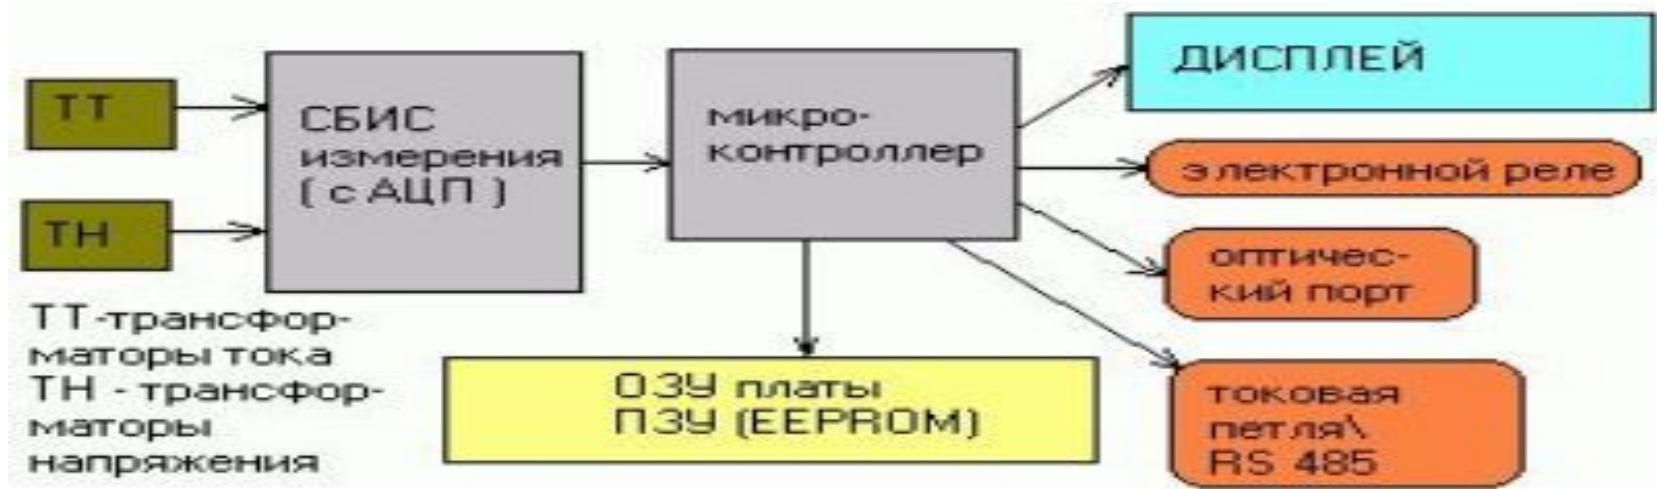 ТТ
ТН
СБИС
измерения
( с АЦП )
микро-
контроллер
ДИСПЛЕЙ
электронной реле
оптичес-
кий порт
токовая
петля\
RS 485
ОЗУ платы
ПЗУ (EEPROM)
ТТ-трансфор-
маторы тока
ТН - трансфор-
маторы
напряжения